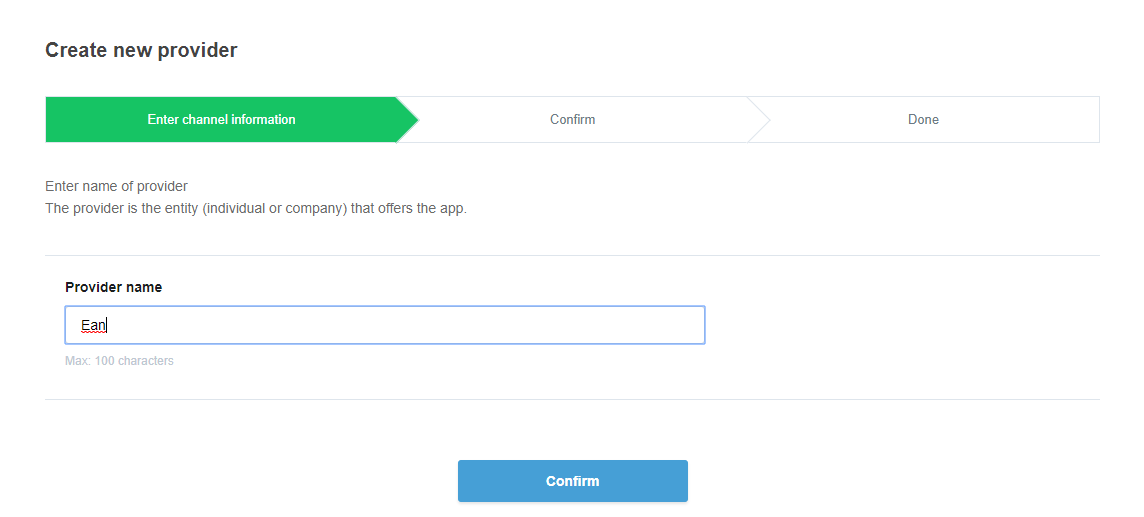 Create new provider
Enter channel information
Confirm
Done
Enter name of provider
The provider is the entity (individual or company) that offers the app.
Provider name
Ean
Max: 100 characters
Confirm